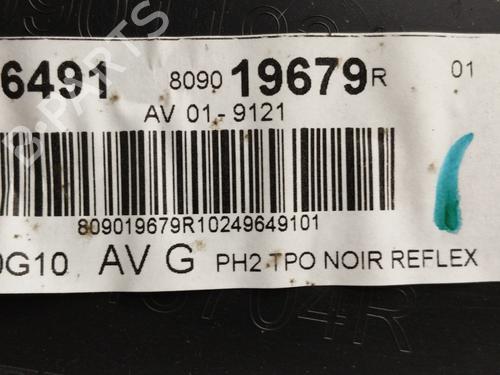 6491 8090 19679R 01
AV 01-9121
809019679R10249649101
0G10 AV G PH2 TPO NOIR REFLEX